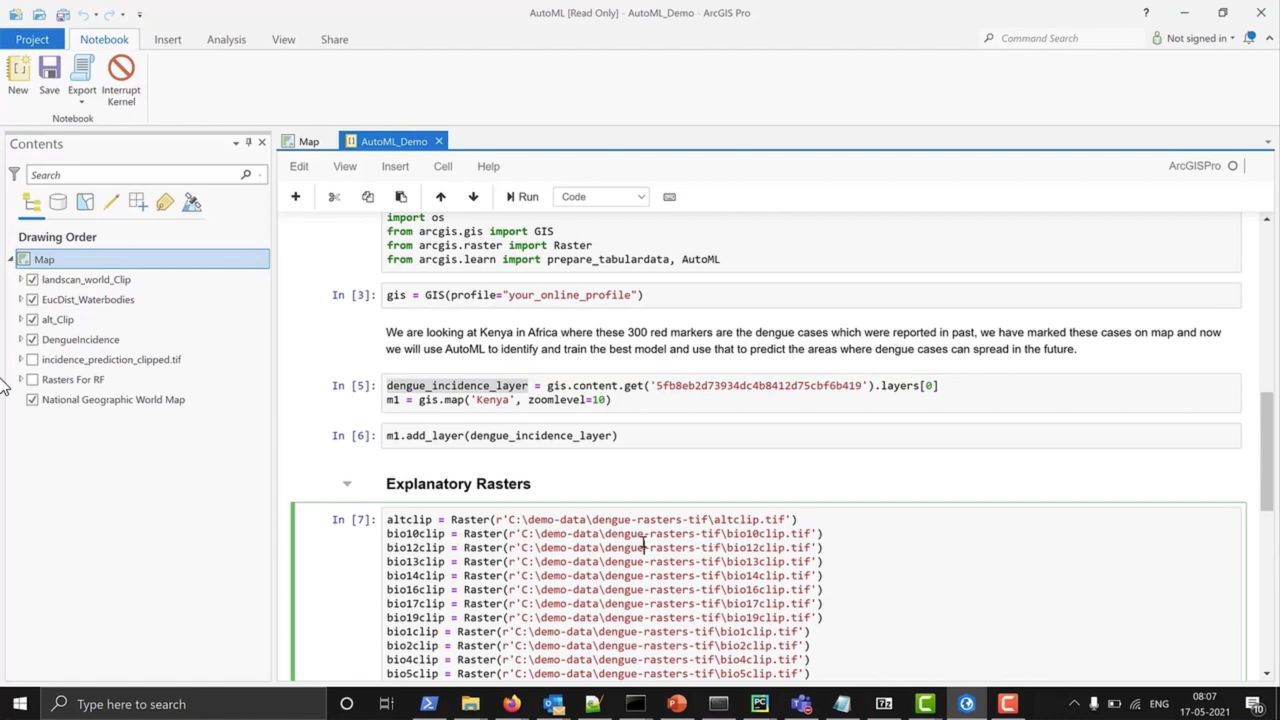 AutoML [Read Only] - AutoML_Demo - ArcGIS Pro
?
Project Notebook Insert Analysis View Share
Command Search
Not signed in
New Save Export Interrupt Kernel
Notebook
Contents
Map AutoML_Demo
Search
Edit View Insert Cell Help
ArcGISPro
Run Code
Drawing Order
Map
landscan_world_Clip
EucDist_Waterbodies
alt_Clip
DengueIncidence
incidence_prediction_clipped.tif
Rasters For RF
National Geographic World Map
import os
from arcgis.gis import GIS
from arcgis.raster import Raster
from arcgis.learn import prepare_tabulardata, AutoML
In [3]: gis = GIS(profile="your_online_profile")
We are looking at Kenya in Africa where these 300 red markers are the dengue cases which were reported in past, we have marked these cases on map and now
we will use AutoML to identify and train the best model and use that to predict the areas where dengue cases can spread in the future.
In [5]: dengue_incidence_layer = gis.content.get('5fb8eb2d73934dc4b8412d75cbf6b419').layers[0]
m1 = gis.map('Kenya', zoomlevel=10)
In [6]: m1.add_layer(dengue_incidence_layer)
Explanatory Rasters
In [7]: altclip = Raster(r'C:\demo-data\dengue-rasters-tif\altclip.tif')
bio10clip = Raster(r'C:\demo-data\dengue-rasters-tif\bio10clip.tif')
bio12clip = Raster(r'C:\demo-data\dengue-rasters-tif\bio12clip.tif')
bio13clip = Raster(r'C:\demo-data\dengue-rasters-tif\bio13clip.tif')
bio14clip = Raster(r'C:\demo-data\dengue-rasters-tif\bio14clip.tif')
bio16clip = Raster(r'C:\demo-data\dengue-rasters-tif\bio16clip.tif')
bio17clip = Raster(r'C:\demo-data\dengue-rasters-tif\bio17clip.tif')
bio19clip = Raster(r'C:\demo-data\dengue-rasters-tif\bio19clip.tif')
bio1clip = Raster(r'C:\demo-data\dengue-rasters-tif\bio1clip.tif')
bio2clip = Raster(r'C:\demo-data\dengue-rasters-tif\bio2clip.tif')
bio4clip = Raster(r'C:\demo-data\dengue-rasters-tif\bio4clip.tif')
bio5clip = Raster(r'C:\demo-data\dengue-rasters-tif\bio5clip.tif')
Type here to search
ENG
08:07
17-05-2021
10